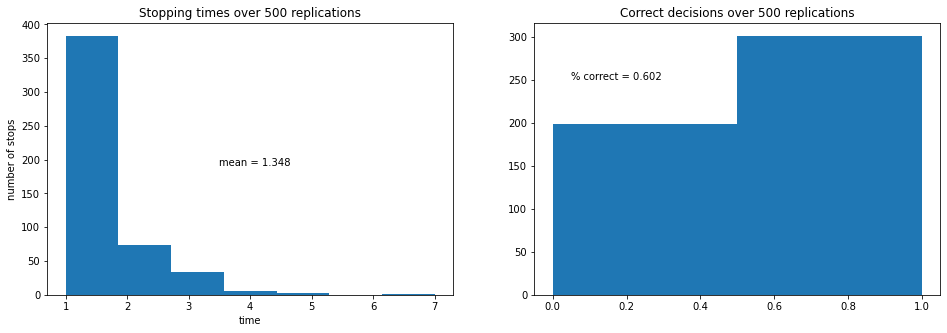 Stopping times over 500 replications
400
350
300
250
200
150
100
50
0
number of stops
mean = 1.348
1 2 3 4 5 6 7
time
Correct decisions over 500 replications
300
250
200
150
100
50
0
% correct = 0.602
0.0 0.2 0.4 0.6 0.8 1.0